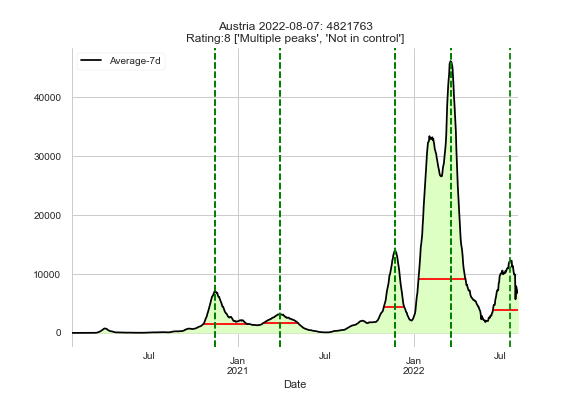 Austria 2022-08-07: 4821763
Rating:8 ['Multiple peaks', 'Not in control']
Average-7d
40000
30000
20000
10000
0
Jul
Jan
2021
Jul
Jan
2022
Jul
Date